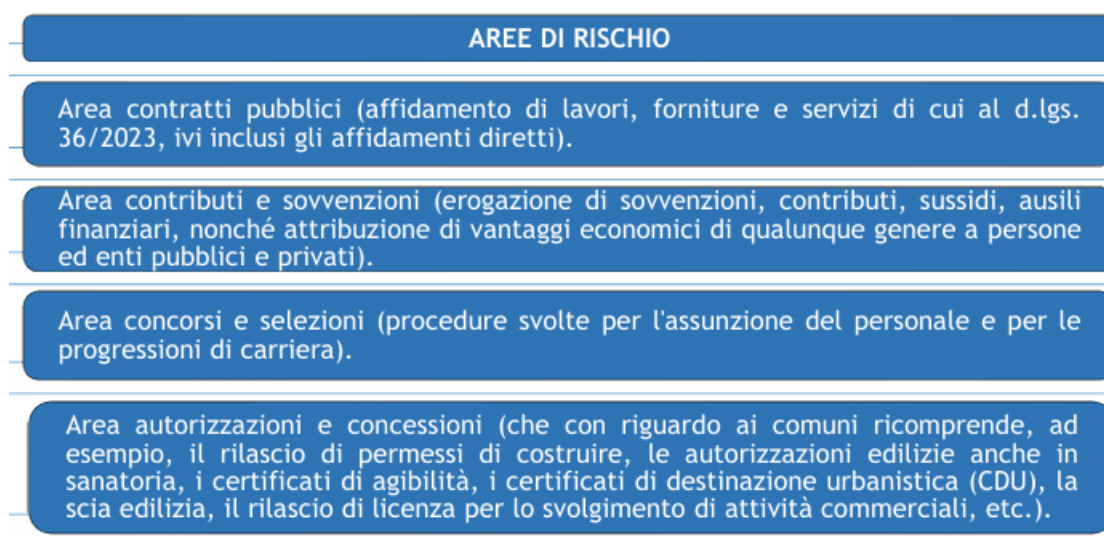 AREE DI RISCHIO
Area contratti pubblici (affidamento di lavori, forniture e servizi di cui al d.lgs.
36/2023, ivi inclusi gli affidamenti diretti).
Area contributi e sovvenzioni (erogazione di sovvenzioni, contributi, sussidi, ausili
finanziari, nonché attribuzione di vantaggi economici di qualunque genere a persone
ed enti pubblici e privati).
Area concorsi e selezioni (procedure svolte per l'assunzione del personale e per le
progressioni di carriera).
Area autorizzazioni e concessioni (che con riguardo ai comuni ricomprende, ad
esempio, il rilascio di permessi di costruire, le autorizzazioni edilizie anche in
sanatoria, i certificati di agibilità, i certificati di destinazione urbanistica (CDU), la
scia edilizia, il rilascio di licenza per lo svolgimento di attività commerciali, etc.).